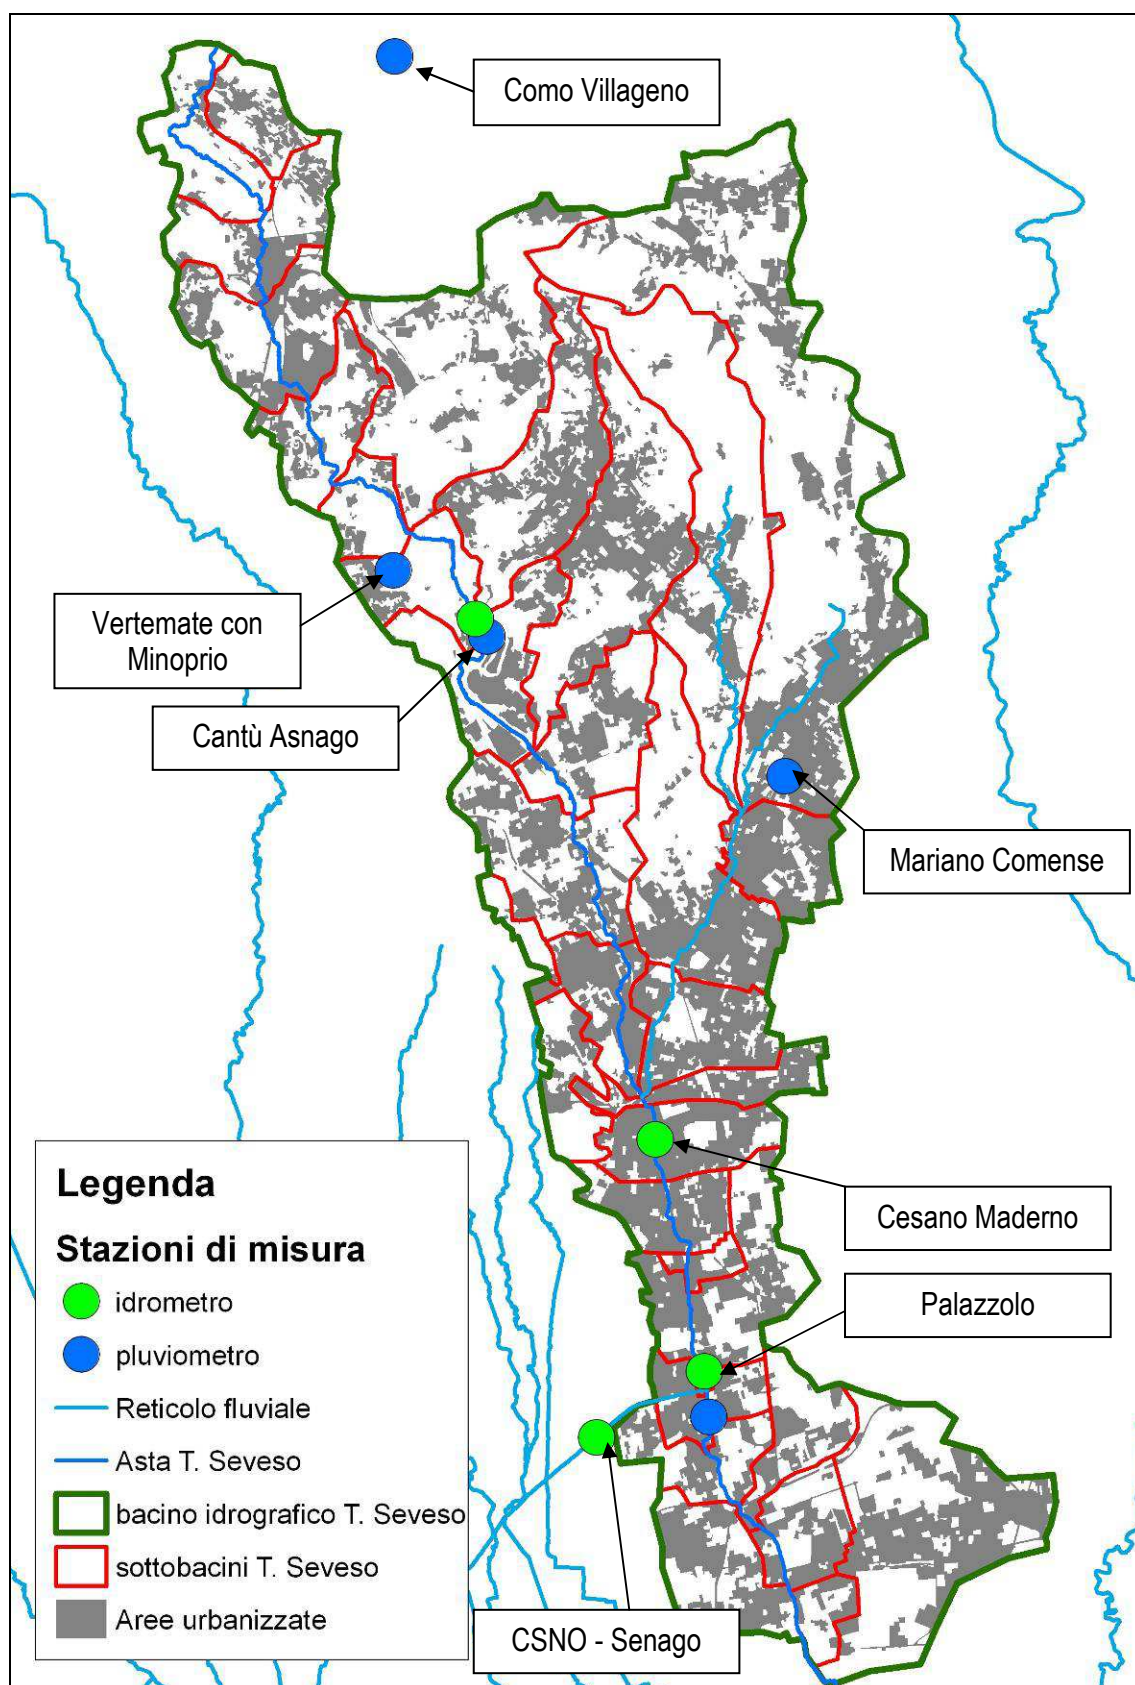 Como Villageno
Vertemate con
Minoprio
Cantù Asnago
Mariano Comense
Cesano Maderno
Palazzolo
CSNO - Senago
Legenda
Stazioni di misura
idrometro
pluviometro
Reticolo fluviale
Asta T. Seveso
bacino idrografico T. Seveso
sottobacini T. Seveso
Aree urbanizzate